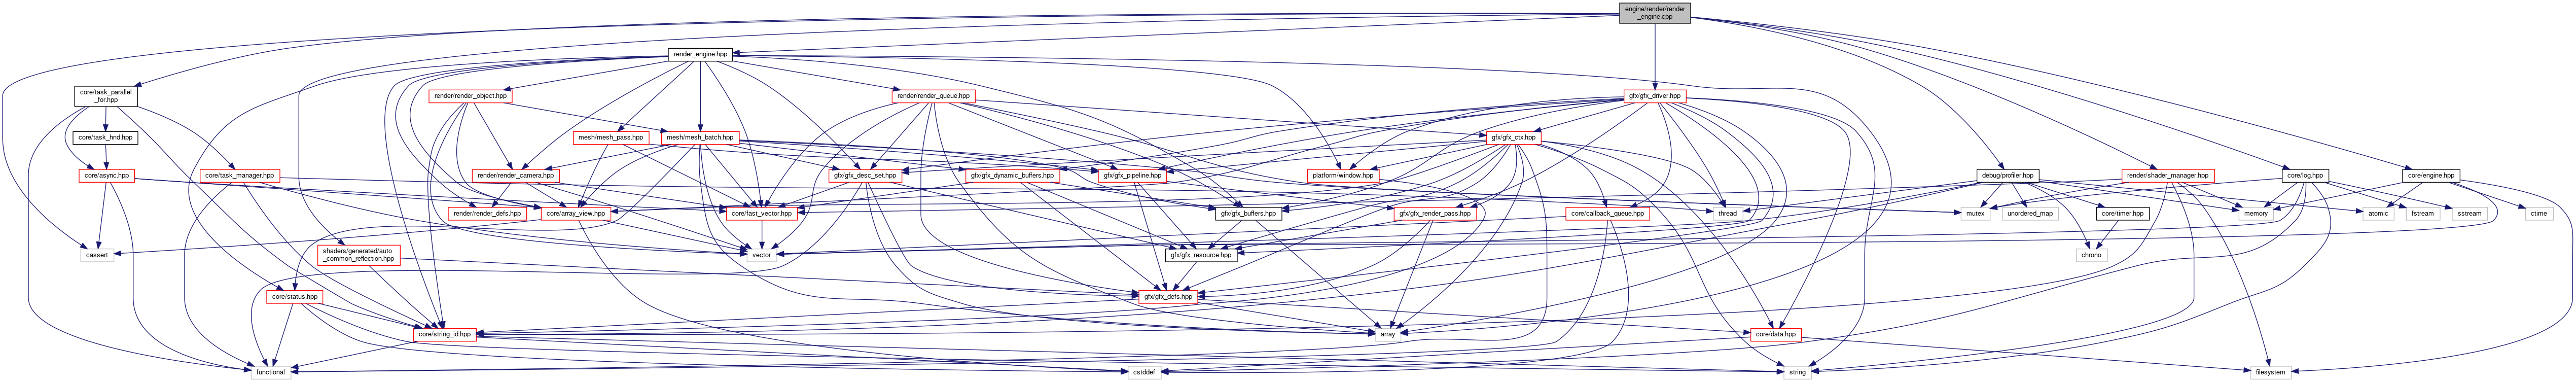 engine/render/render
_engine.cpp
render_engine.hpp
core/task_parallel
_for.hpp
render/render_object.hpp
render/render_queue.hpp
gfx/gfx_driver.hpp
core/task_hnd.hpp
mesh/mesh_pass.hpp
mesh/mesh_batch.hpp
gfx/gfx_ctx.hpp
core/async.hpp
core/task_manager.hpp
render/render_camera.hpp
gfx/gfx_desc_set.hpp
gfx/gfx_dynamic_buffers.hpp
gfx/gfx_pipeline.hpp
platform/window.hpp
debug/profiler.hpp
render/shader_manager.hpp
core/log.hpp
core/engine.hpp
render/render_defs.hpp
core/array_view.hpp
core/fast_vector.hpp
gfx/gfx_buffers.hpp
gfx/gfx_render_pass.hpp
core/callback_queue.hpp
thread
mutex
unordered_map
core/timer.hpp
memory
atomic
fstream
sstream
ctime
cassert
shaders/generated/auto
_common_reflection.hpp
vector
gfx/gfx_resource.hpp
chrono
core/status.hpp
gfx/gfx_defs.hpp
core/string_id.hpp
array
core/data.hpp
functional
cstddef
string
filesystem